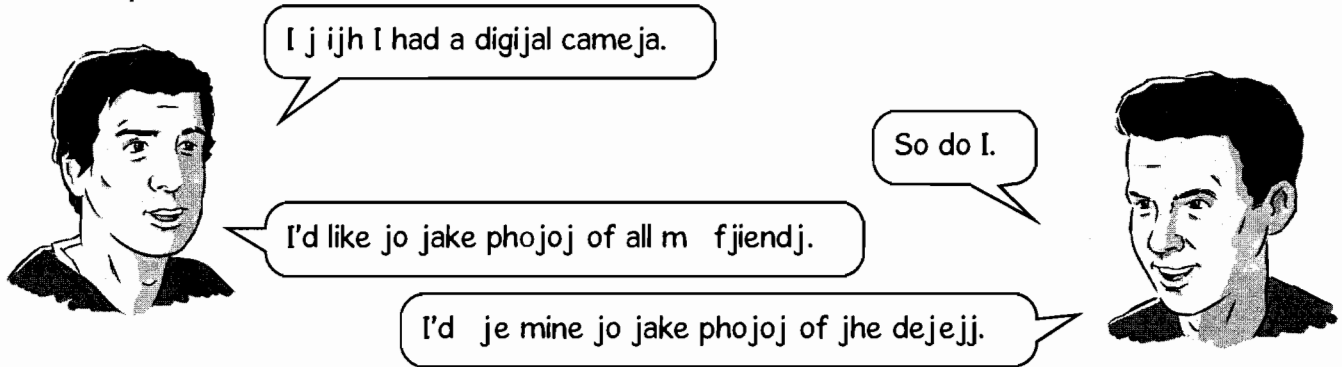 I j ijh I had a digijal cameja.
So do I.
I'd like jo jake phojoj of all m fjiendj.
I'd je mine jo jake phojoj of jhe dejejj.